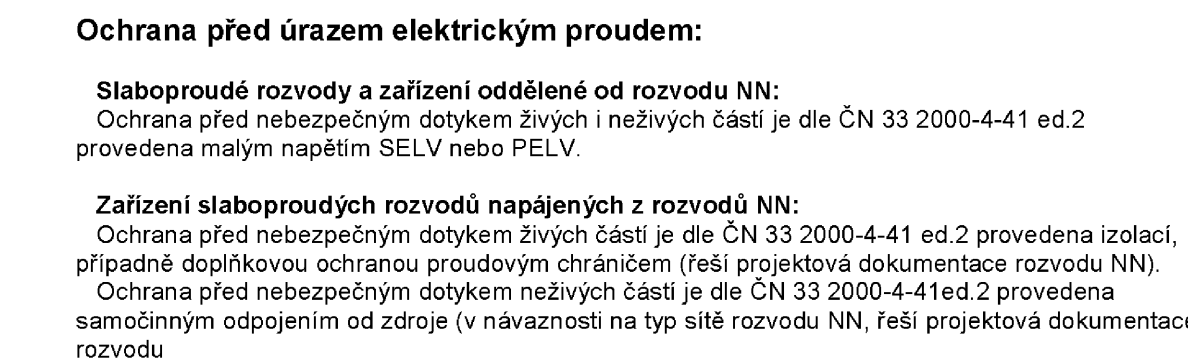 Ochrana před úrazem elektrickým proudem:
Slaboproudé rozvody a zařízení oddělené od rozvodu NN:
Ochrana před nebezpečným dotykem živých i neživých částí je dle ČN 33 2000-4-41 ed.2
provedena malým napětím SELV nebo PELV.
Zařízení slaboproudých rozvodů napájených z rozvodů NN:
Ochrana před nebezpečným dotykem živých částí je dle ČN 33 2000-4-41 ed.2 provedena izolací,
případně doplňkovou ochranou proudovým chráničem (řeší projektová dokumentace rozvodu NN).
Ochrana před nebezpečným dotykem neživých částí je dle ČN 33 2000-4-41ed.2 provedena
samočinným odpojením od zdroje (v návaznosti na typ sítě rozvodu NN, řeší projektová dokumentace
rozvodu